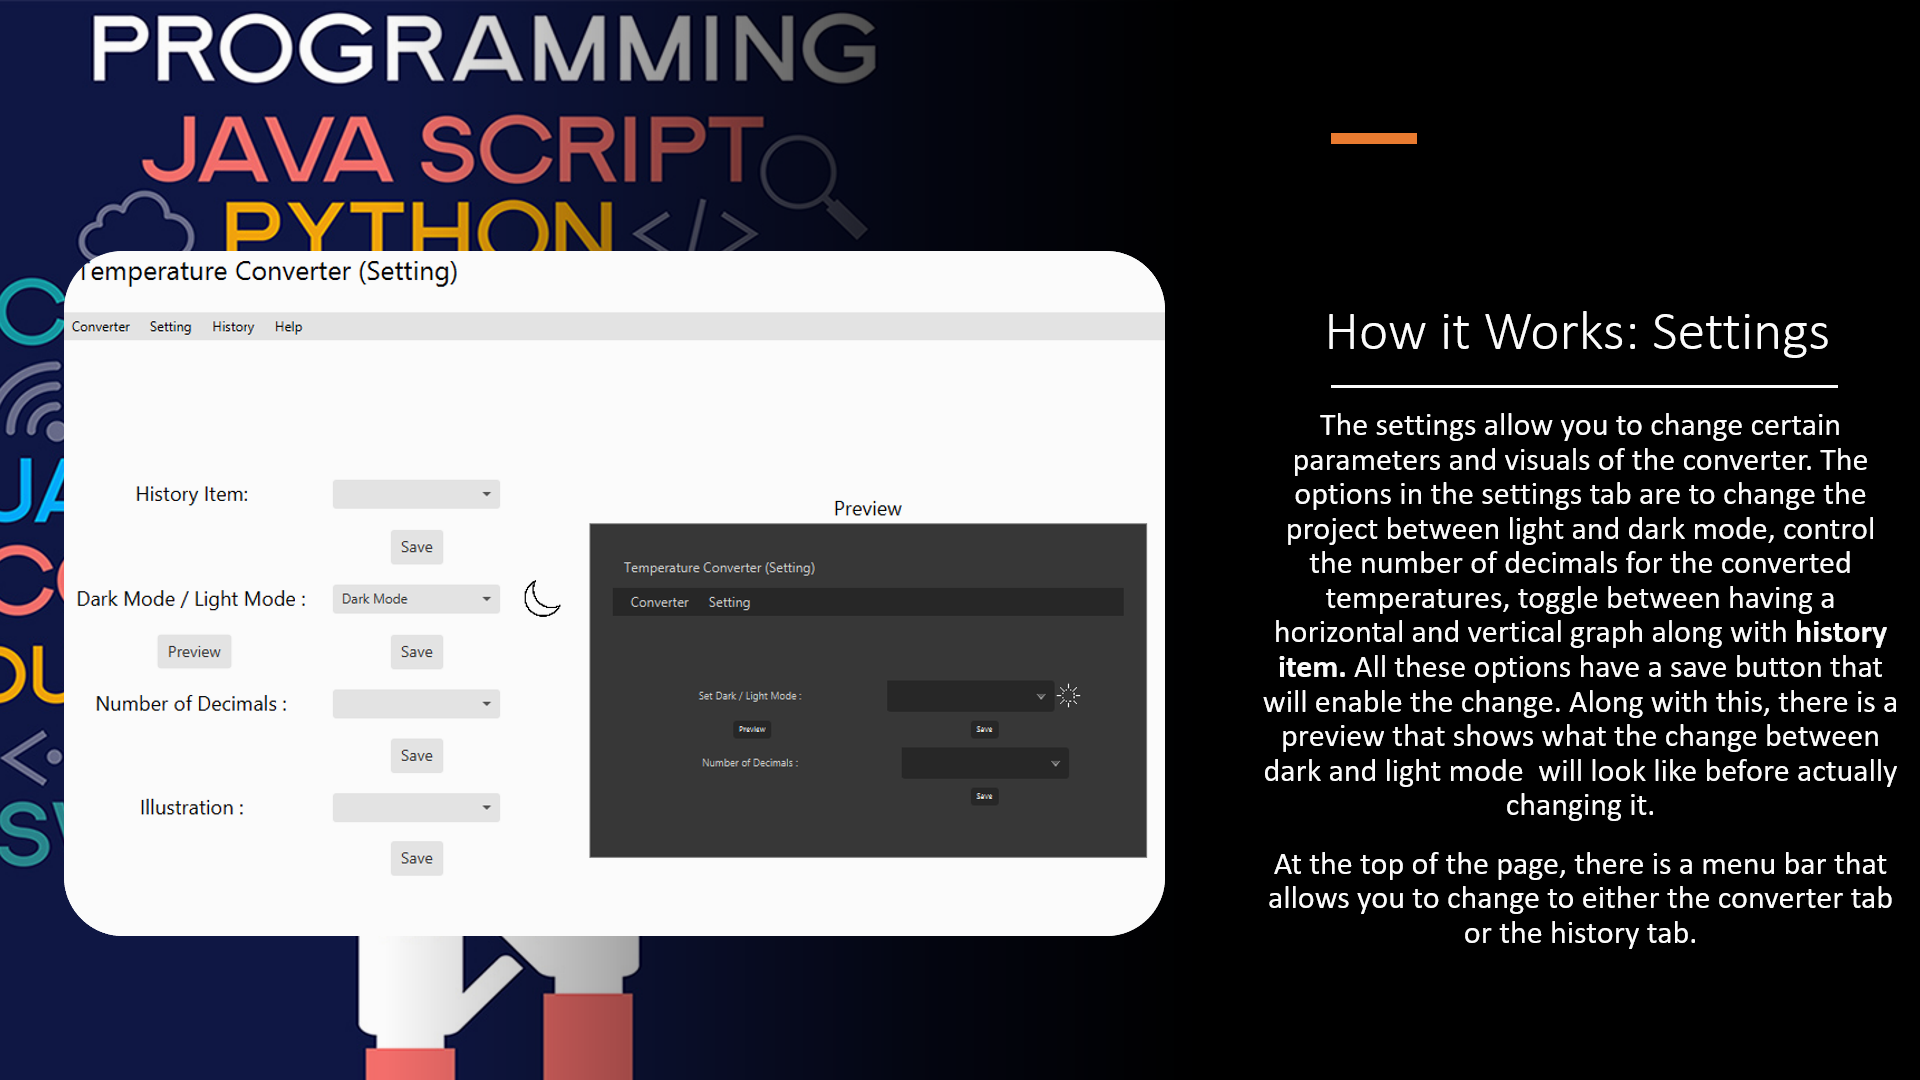 PROGRAMMING
JAVA SCRIPT
PYTHON
</>
C
JA
CO
OU
<·
SW
Temperature Converter (Setting)
Converter Setting History Help
History Item:
Save
Dark Mode / Light Mode : Dark Mode
Preview Save
Number of Decimals :
Save
Illustration :
Save
Preview
Temperature Converter (Setting)
Converter Setting
Set Dark / Light Mode :
Preview Save
Number of Decimals :
Save
How it Works: Settings
The settings allow you to change certain
parameters and visuals of the converter. The
options in the settings tab are to change the
project between light and dark mode, control
the number of decimals for the converted
temperatures, toggle between having a
horizontal and vertical graph along with history
item. All these options have a save button that
will enable the change. Along with this, there is a
preview that shows what the change between
dark and light mode  will look like before actually
changing it.
At the top of the page, there is a menu bar that
allows you to change to either the converter tab
or the history tab.